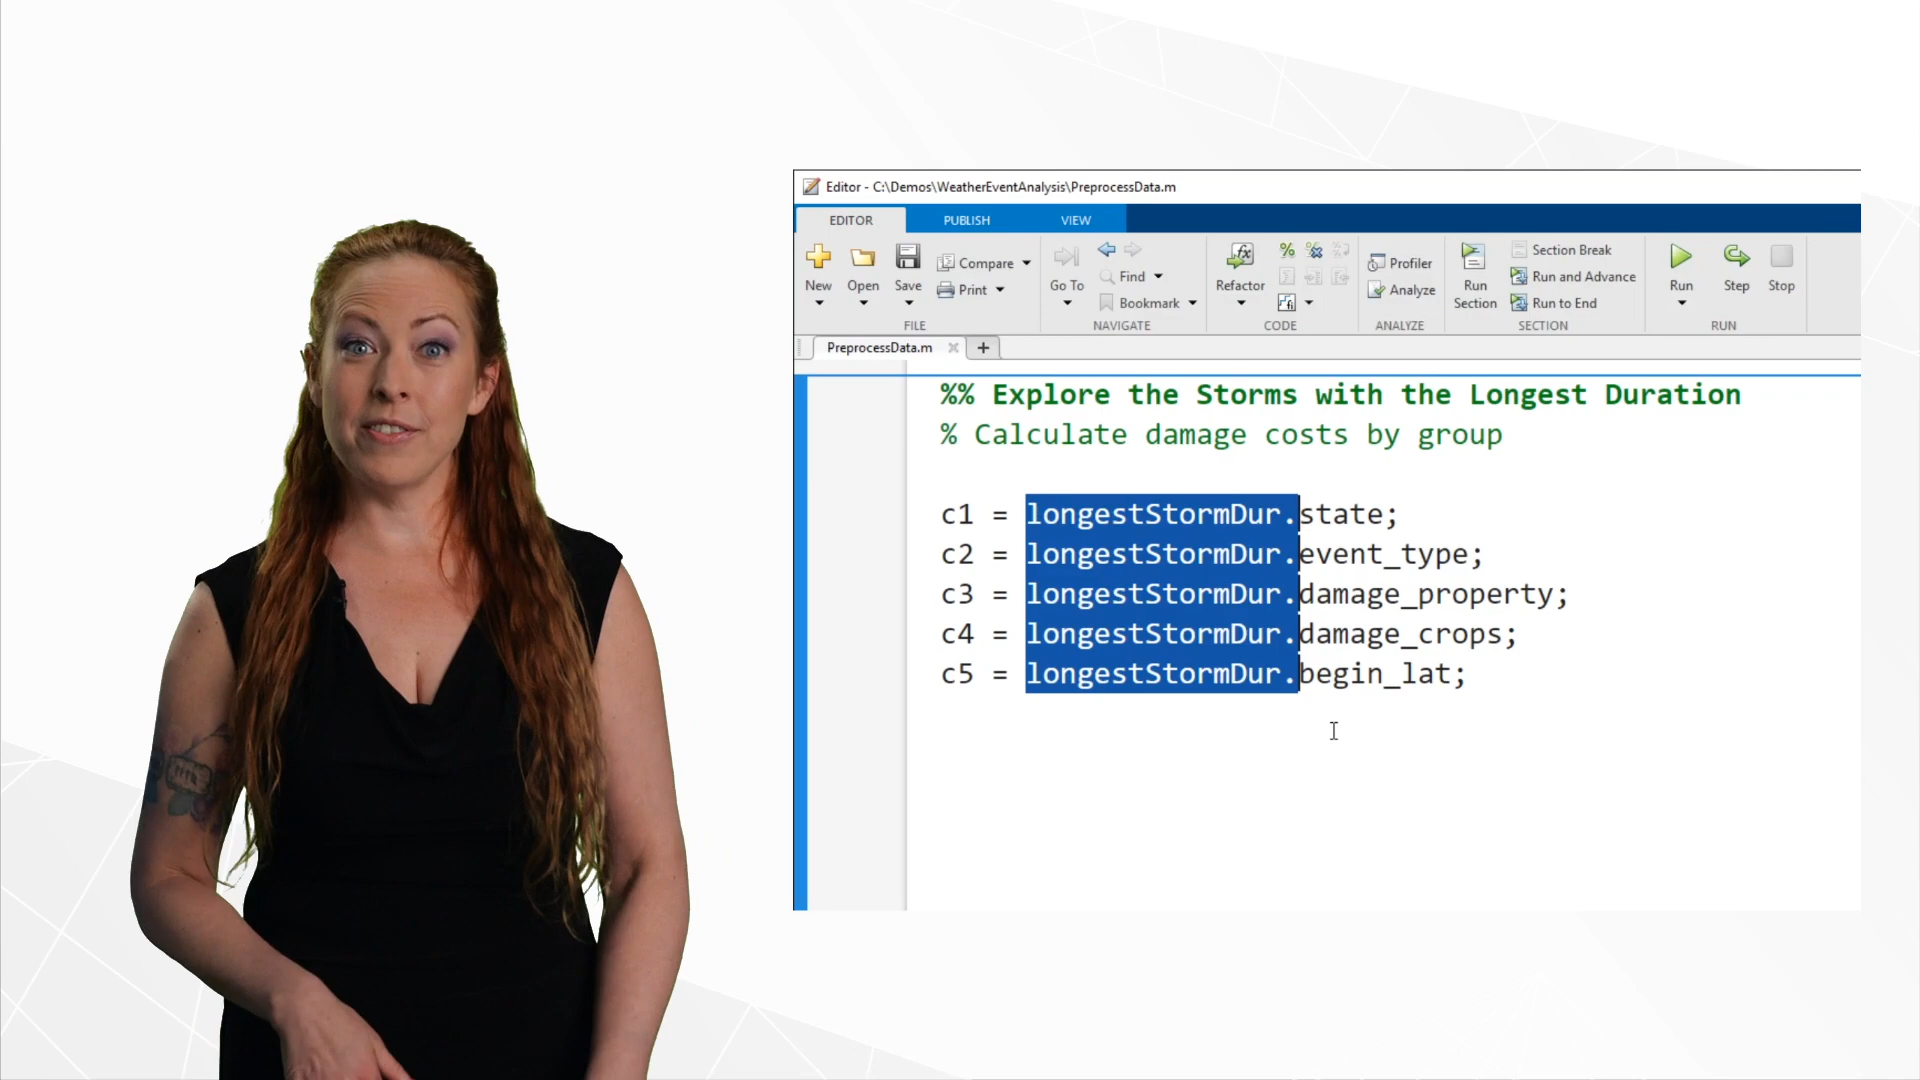 Editor - C:\Demos\WeatherEventAnalysis\PreprocessData.m
EDITOR PUBLISH VIEW
New Open Save Compare Print
Go To Find Bookmark
Refactor
Profiler Analyze
Run Section Section Break Run and Advance Run to End
Run Step Stop
FILE NAVIGATE CODE ANALYZE SECTION RUN
PreprocessData.m
%% Explore the Storms with the Longest Duration
% Calculate damage costs by group
c1 = longestStormDur.state;
c2 = longestStormDur.event_type;
c3 = longestStormDur.damage_property;
c4 = longestStormDur.damage_crops;
c5 = longestStormDur.begin_lat;